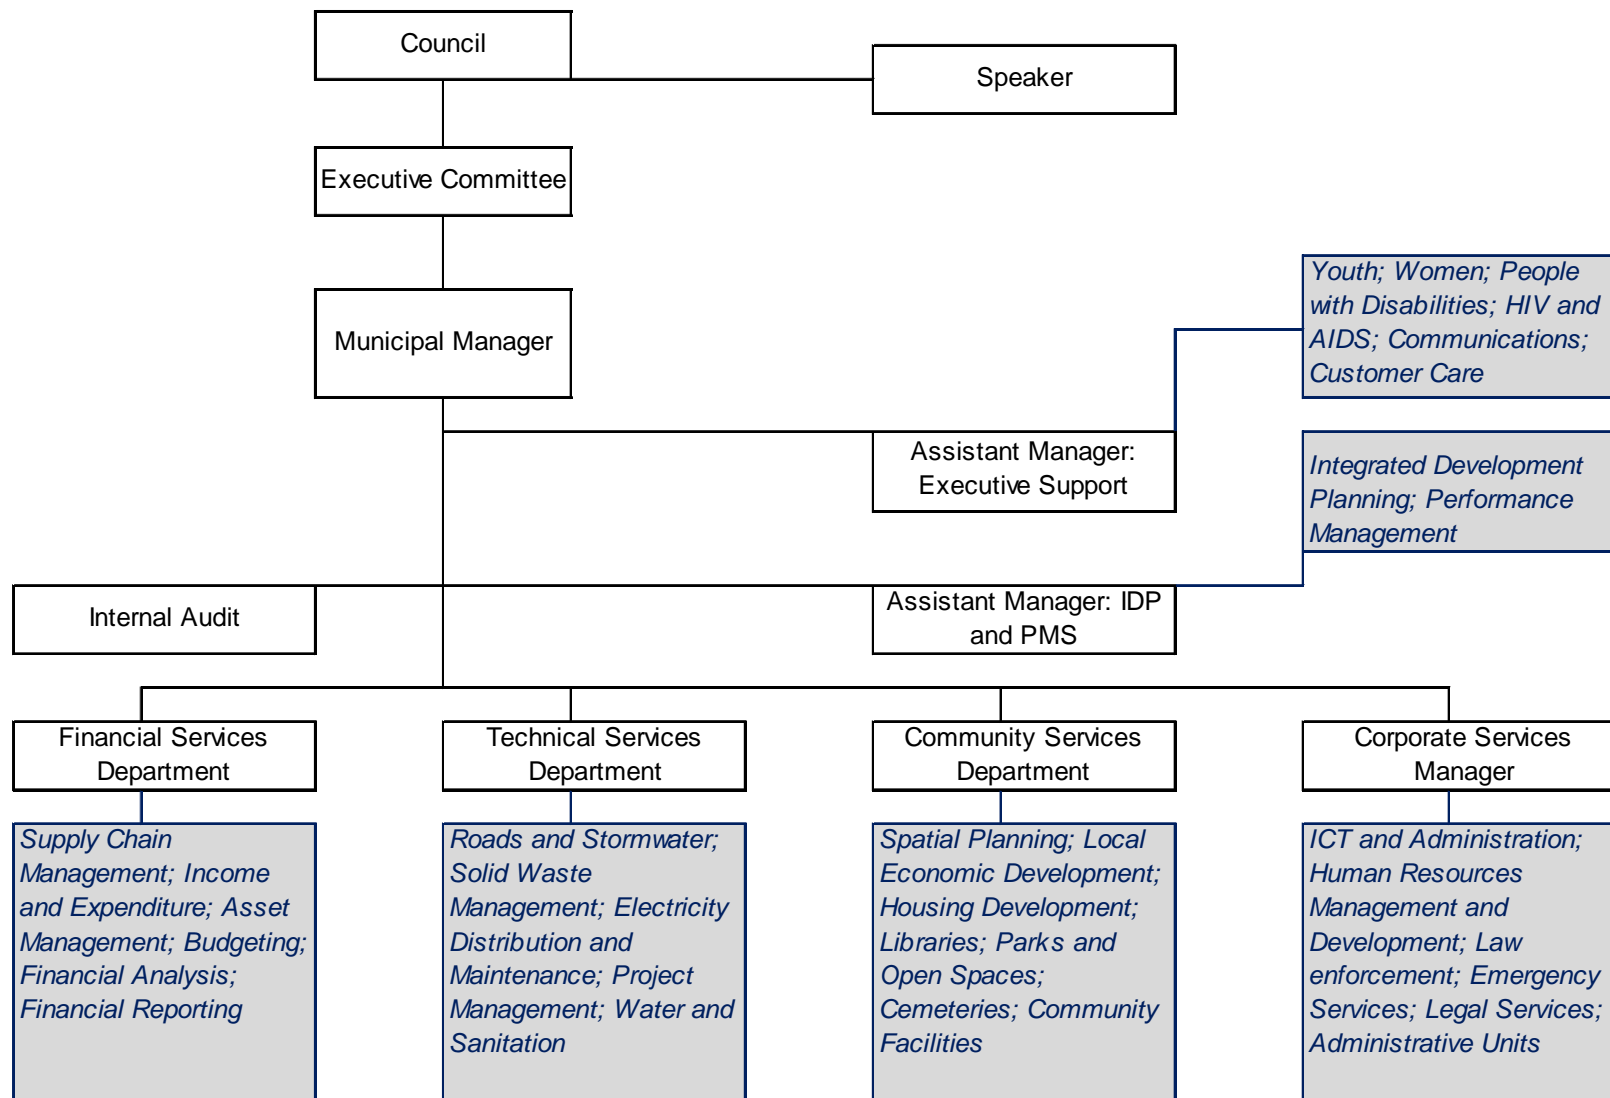 Council
Speaker
Executive Committee
Municipal Manager
Youth; Women; People
with Disabilities; HIV and
AIDS; Communications;
Customer Care
Assistant Manager:
Executive Support
Integrated Development
Planning; Performance
Management
Internal Audit
Assistant Manager: IDP
and PMS
Financial Services
Department
Technical Services
Department
Community Services
Department
Corporate Services
Manager
Supply Chain
Management; Income
and Expenditure; Asset
Management; Budgeting;
Financial Analysis;
Financial Reporting
Roads and Stormwater;
Solid Waste
Management; Electricity
Distribution and
Maintenance; Project
Management; Water and
Sanitation
Spatial Planning; Local
Economic Development;
Housing Development;
Libraries; Parks and
Open Spaces;
Cemeteries; Community
Facilities
ICT and Administration;
Human Resources
Management and
Development; Law
enforcement; Emergency
Services; Legal Services;
Administrative Units